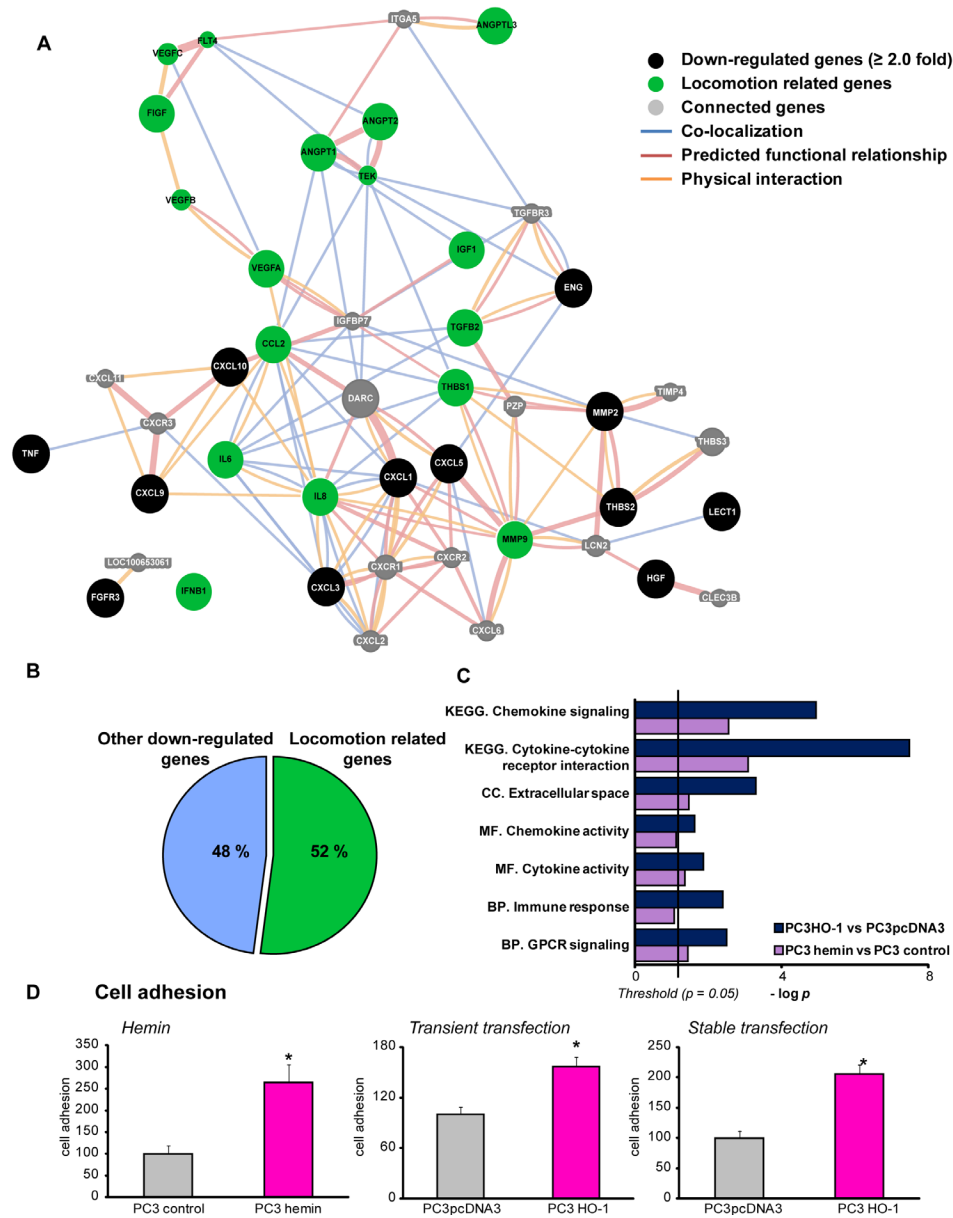 A
ITGA5
ANGPTL3
FLT4
VEGFC
FIGF
ANGPT2
ANGPT1
TEK
VEGFB
TGFBR3
IGF1
VEGFA
ENG
IGFBP7
TGFB2
CCL2
CXCL10
CXCL11
THBS1
TIMP4
DARC
PZP
MMP2
CXCR3
THBS3
TNF
IL6
CXCL5
CXCL1
CXCL9
IL8
THBS2
LECT1
MMP9
LCN2
LOC100653061
CXCR2
CXCR1
FGFR3
IFNB1
CXCL3
HGF
CLEC3B
CXCL2
CXCL6
Down-regulated genes (≥ 2.0 fold)
Locomotion related genes
Connected genes
Co-localization
Predicted functional relationship
Physical interaction
B
Other down-regulated genes
Locomotion related genes
48 %
52 %
C
KEGG. Chemokine signaling
KEGG. Cytokine-cytokine
receptor interaction
CC. Extracellular space
MF. Chemokine activity
MF. Cytokine activity
BP. Immune response
BP. GPCR signaling
PC3HO-1 vs PC3pcDNA3
PC3 hemin vs PC3 control
0 4 8
Threshold (p = 0.05) - log p
D Cell adhesion
Hemin
cell adhesion
350
300
250
200
150
100
50
0
*
PC3 control PC3 hemin
Transient transfection
cell adhesion
180
120
60
0
*
PC3pcDNA3 PC3 HO-1
Stable transfection
cell adhesion
250
200
150
100
50
0
*
PC3pcDNA3 PC3 HO-1